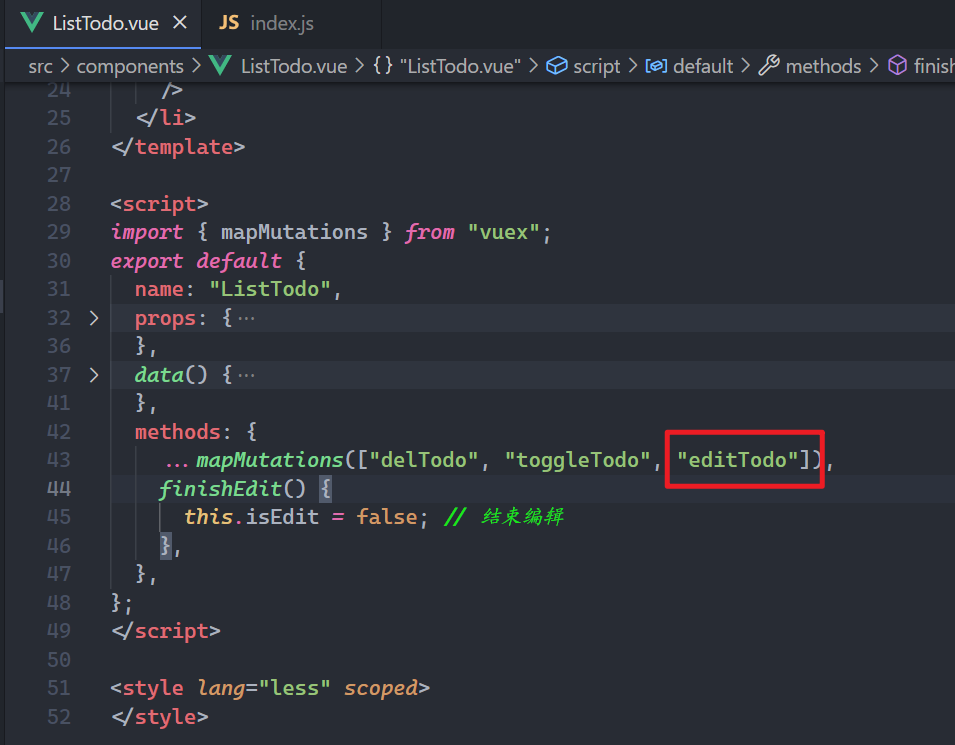 ListTodo.vue × JS index.js
src > components > ListTodo.vue > {} "ListTodo.vue" > script > default > methods > finish
24 />
25 </li>
26 </template>
27
28 <script>
29 import { mapMutations } from "vuex";
30 export default {
31 name: "ListTodo",
32 > props: {…
36 },
37 > data() {…
41 },
42 methods: {
43 ...mapMutations(["delTodo", "toggleTodo", "editTodo"]),
44 finishEdit() {
45 this.isEdit = false; // 结束编辑
46 },
47 },
48 };
49 </script>
50
51 <style lang="less" scoped>
52 </style>